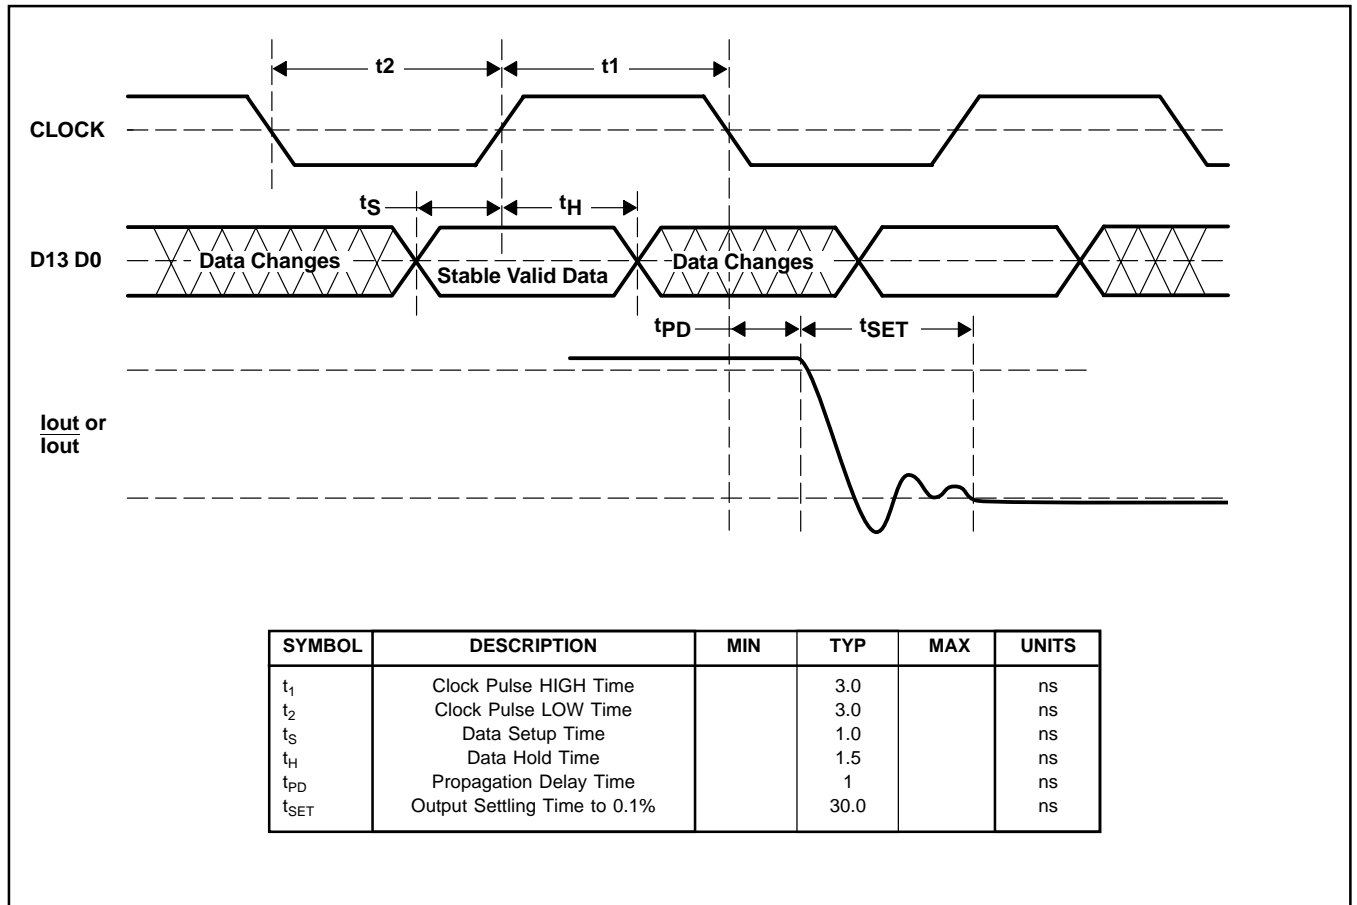 t2 t1
CLOCK
tS tH
D13 D0 Data Changes Stable Valid Data Data Changes
tPD tSET
Iout or
Iout
SYMBOL DESCRIPTION MIN TYP MAX UNITS
t1 Clock Pulse HIGH Time 3.0 ns
t2 Clock Pulse LOW Time 3.0 ns
tS Data Setup Time 1.0 ns
tH Data Hold Time 1.5 ns
tPD Propagation Delay Time 1 ns
tSET Output Settling Time to 0.1% 30.0 ns